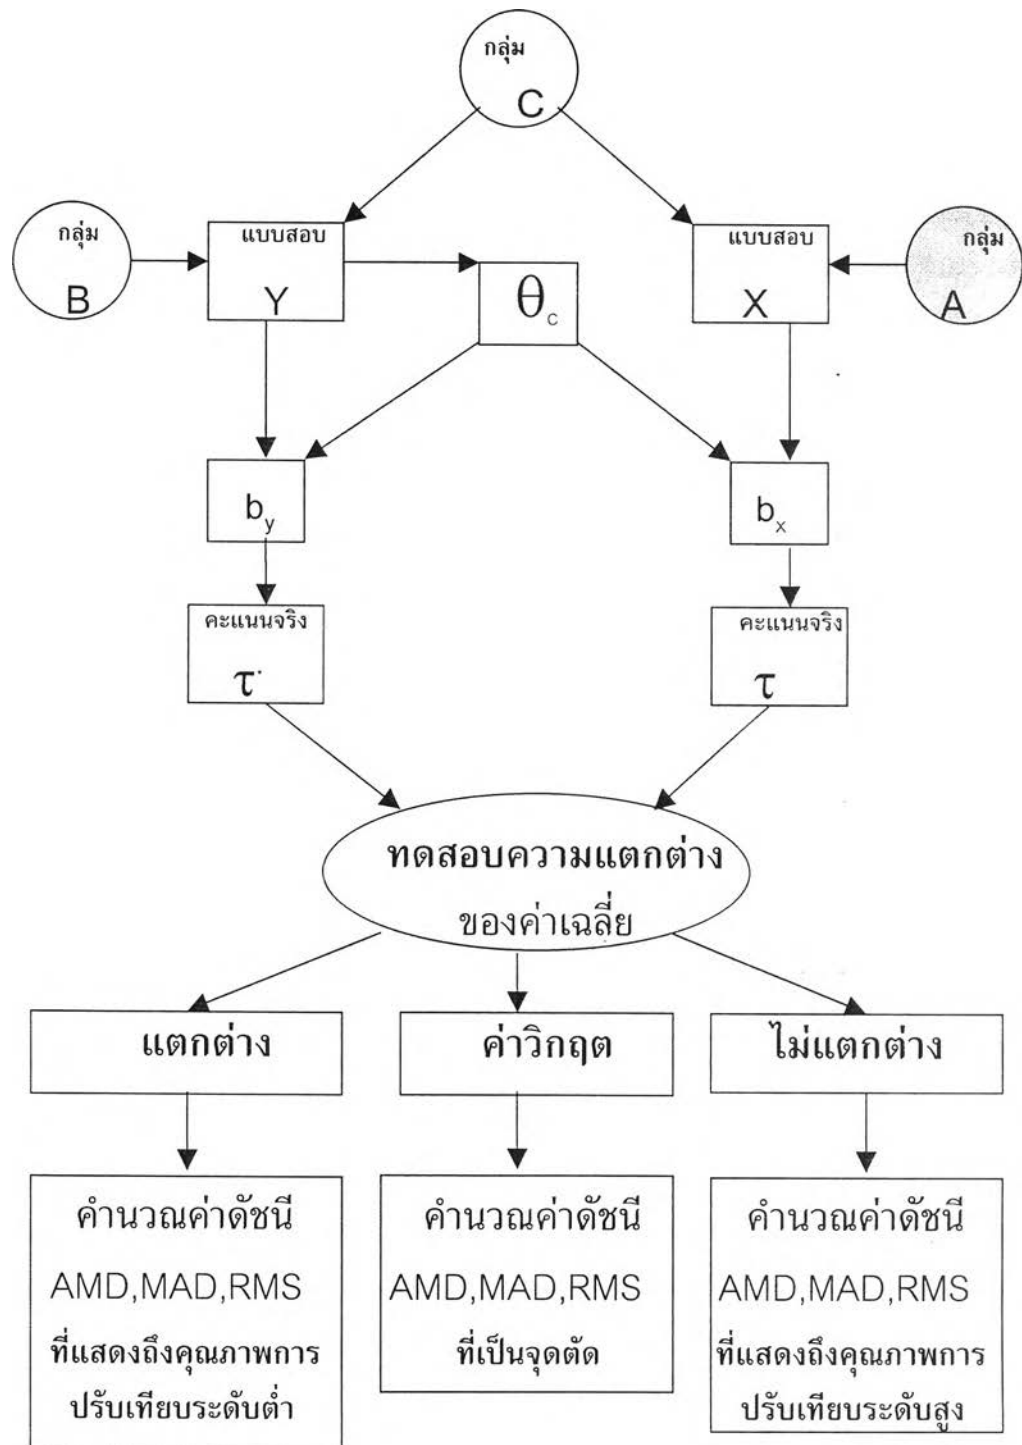 กลุ่ม
C
กลุ่ม
B
แบบสอบ
Y
θc
แบบสอบ
X
กลุ่ม
A
by
bx
คะแนนจริง
τ·
คะแนนจริง
τ
ทดสอบความแตกต่าง
ของค่าเฉลี่ย
แตกต่าง
ค่าวิกฤต
ไม่แตกต่าง
คำนวณค่าดัชนี
AMD,MAD,RMS
ที่แสดงถึงคุณภาพการ
ปรับเทียบระดับต่ำ
คำนวณค่าดัชนี
AMD,MAD,RMS
ที่เป็นจุดตัด
คำนวณค่าดัชนี
AMD,MAD,RMS
ที่แสดงถึงคุณภาพการ
ปรับเทียบระดับสูง